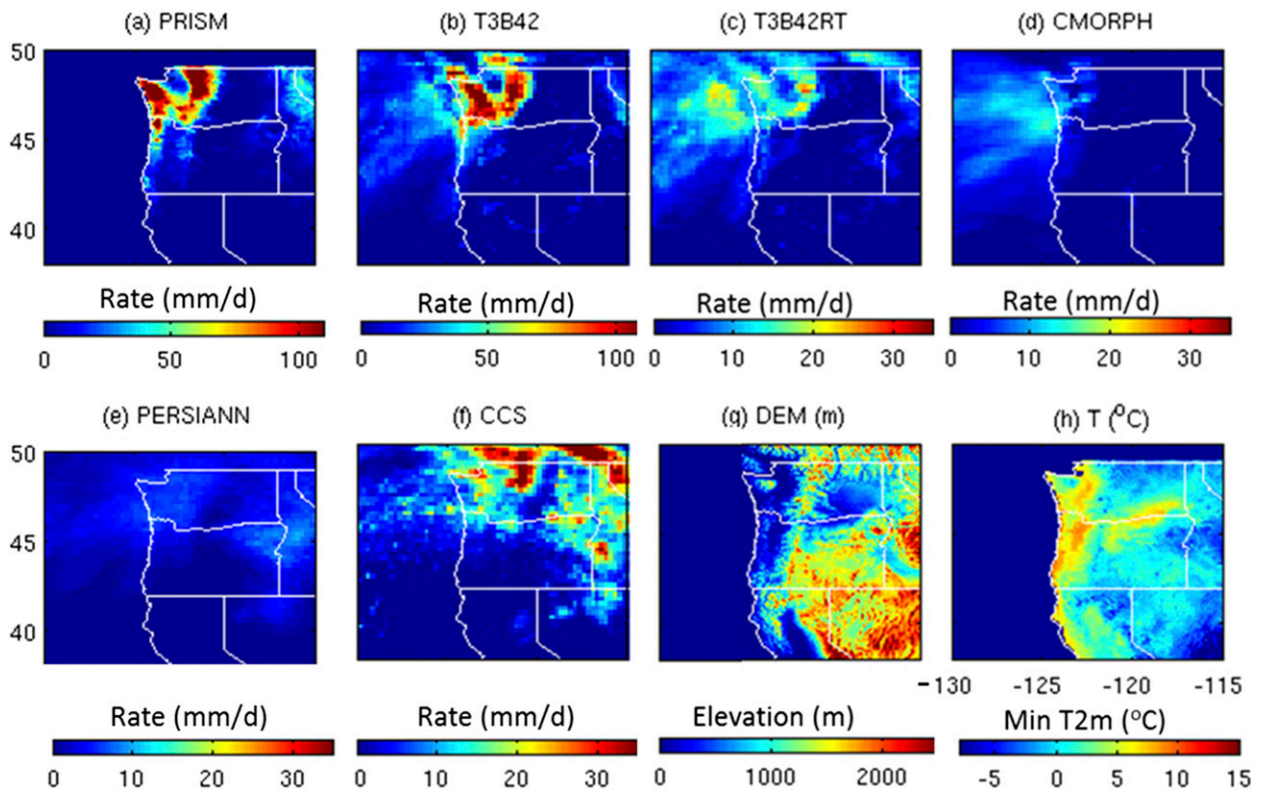 (a) PRISM (b) T3B42 (c) T3B42RT (d) CMORPH
50
45
40
Rate (mm/d) Rate (mm/d) Rate (mm/d) Rate (mm/d)
0 50 100 0 50 100 0 10 20 30 0 10 20 30
(e) PERSIANN (f) CCS (g) DEM (m) (h) T (⁰C)
50
45
40
-130 -125 -120 -115
Rate (mm/d) Rate (mm/d) Elevation (m) Min T2m (⁰C)
0 10 20 30 0 10 20 30 0 1000 2000 -5 0 5 10 15